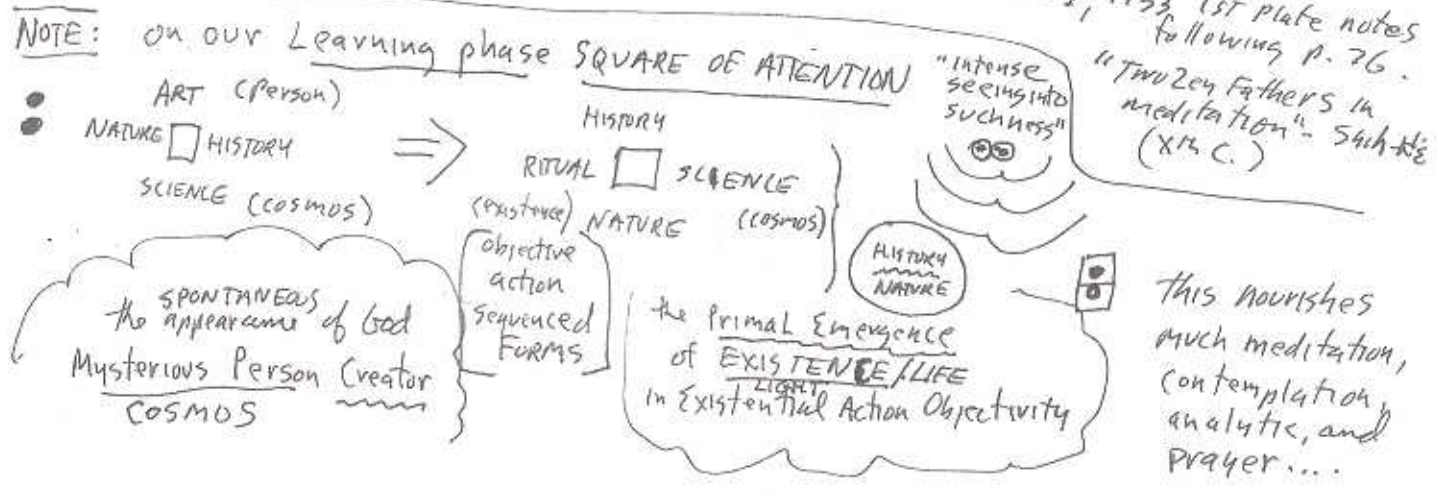 1st plate notes
following p. 26.
"Two Zen Fathers in
meditation" -
(Xth C.)
NOTE: on our Learning phase SQUARE OF ATTENTION
"intense
seeing into
suchness"
ART (Person)
NATURE HISTORY
SCIENCE (cosmos)
⇒
HISTORY
RITUAL SCIENCE
(existence) NATURE (cosmos)
objective
action
sequenced
FORMS
HISTORY
NATURE
SPONTANEOUS
the appearance of God
Mysterious Person Creator
COSMOS
the Primal Emergence
of EXISTENCE/LIFE
LIGHT
in Existential Action Objectivity
this nourishes
much meditation,
contemplation,
analytic, and
prayer....